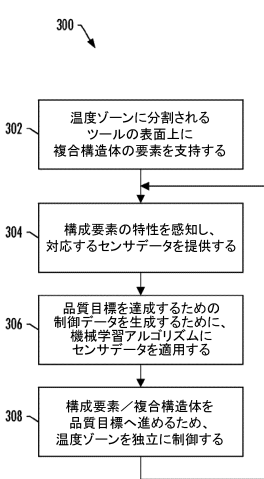 300
302
温度ゾーンに分割される
ツールの表面上に
複合構造体の要素を支持する
304
構成要素の特性を感知し、
対応するセンサデータを提供する
306
品質目標を達成するための
制御データを生成するために、
機械学習アルゴリズムに
センサデータを適用する
308
構成要素／複合構造体を
品質目標へ進めるため、
温度ゾーンを独立に制御する